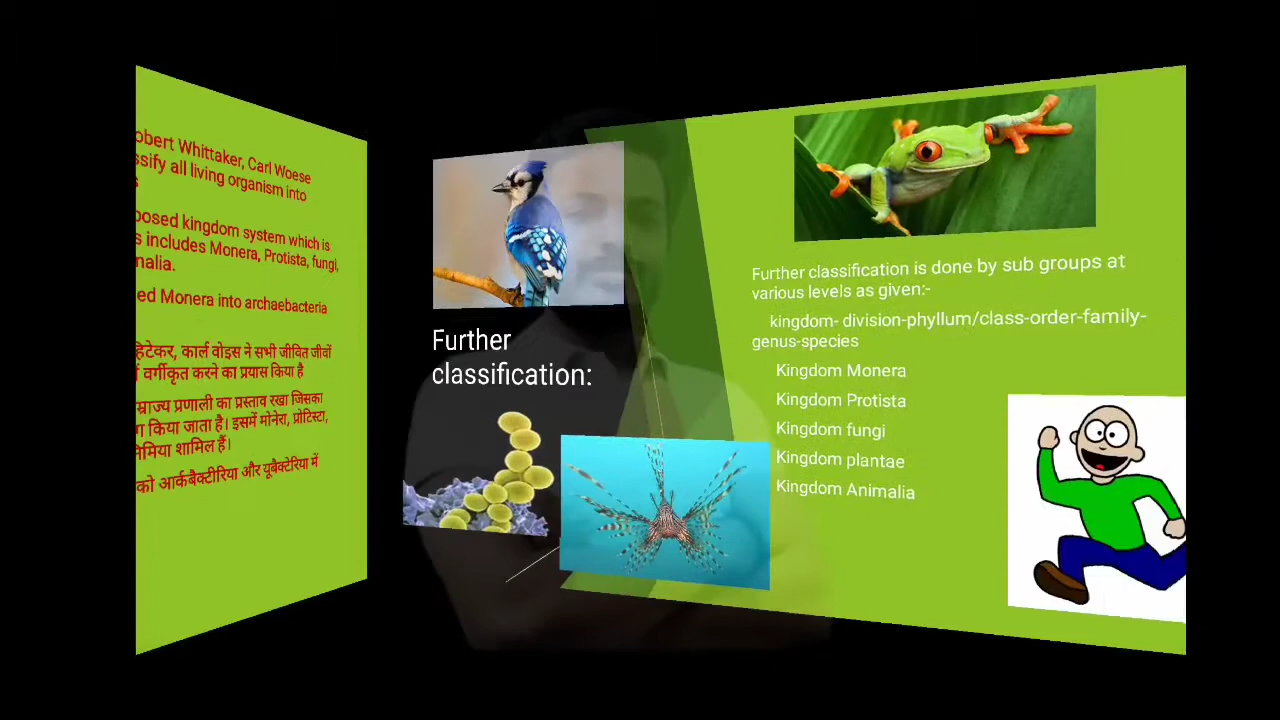 obert Whittaker, Carl Woese
ssify all living organism into
s
posed kingdom system which is
s includes Monera, Protista, fungi,
nalia.
ed Monera into archaebacteria
हिटेकर, कार्ल वोइस ने सभी जीवित जीवों
वर्गीकृत करने का प्रयास किया है
म्राज्य प्रणाली का प्रस्ताव रखा जिसका
ग किया जाता है। इसमें मोनेरा, प्रोटिस्टा,
निमिया शामिल हैं।
को आर्कबैक्टीरिया और यूबैक्टेरिया में
Further
classification:
Further classification is done by sub groups at
various levels as given:-
kingdom- division-phyllum/class-order-family-
genus-species
Kingdom Monera
Kingdom Protista
Kingdom fungi
Kingdom plantae
Kingdom Animalia